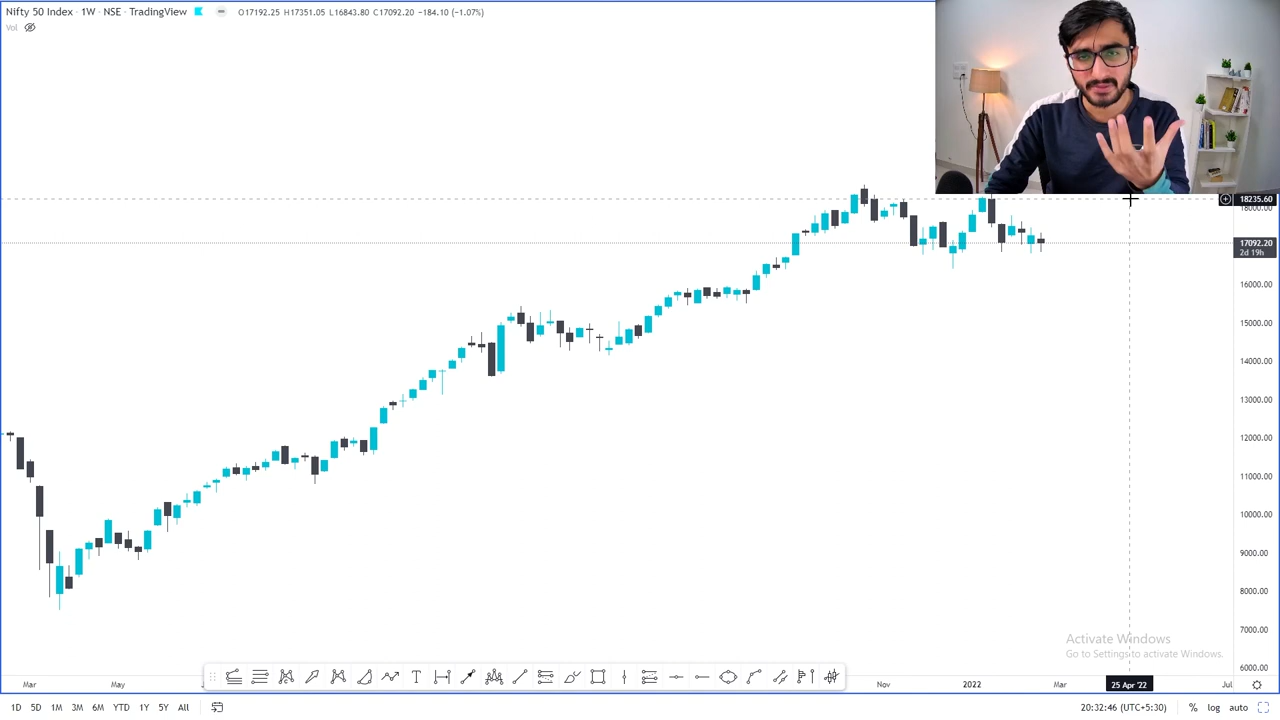 Nifty 50 Index · 1W · NSE · TradingView O17192.25 H17351.05 L16843.80 C17092.20 −184.10 (−1.07%)
Vol
18235.60
18000.00
17092.20
2d 19h
16000.00
15000.00
14000.00
13000.00
12000.00
11000.00
10000.00
9000.00
8000.00
7000.00
6000.00
Activate Windows
Go to Settings to activate Windows.
Mar May Nov 2022 Mar 25 Apr '22 Jul
1D 5D 1M 3M 6M YTD 1Y 5Y All 20:32:46 (UTC+5:30) % log auto